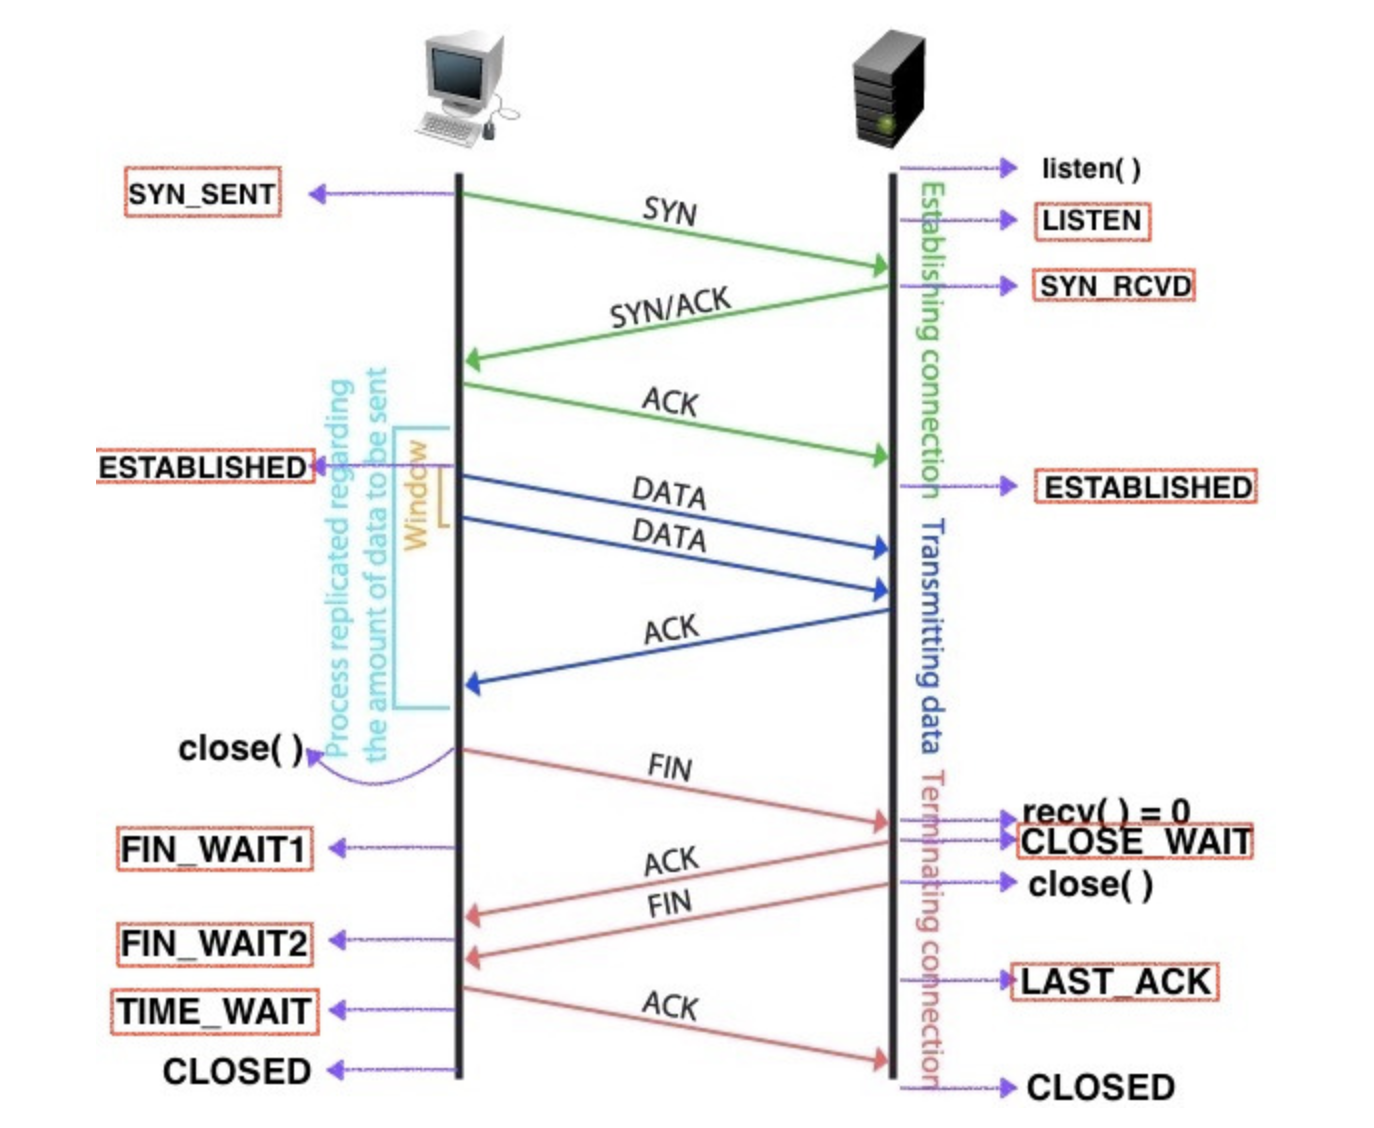 listen( )
SYN_SENT
SYN
LISTEN
SYN_RCVD
SYN/ACK
Establishing connection
ACK
Process replicated regarding
the amount of data to be sent
Window
ESTABLISHED
ESTABLISHED
DATA
DATA
ACK
Transmitting data
close( )
FIN
recv( ) = 0
CLOSE_WAIT
FIN_WAIT1
ACK
close( )
FIN
Terminating connection
FIN_WAIT2
LAST_ACK
TIME_WAIT
ACK
CLOSED
CLOSED